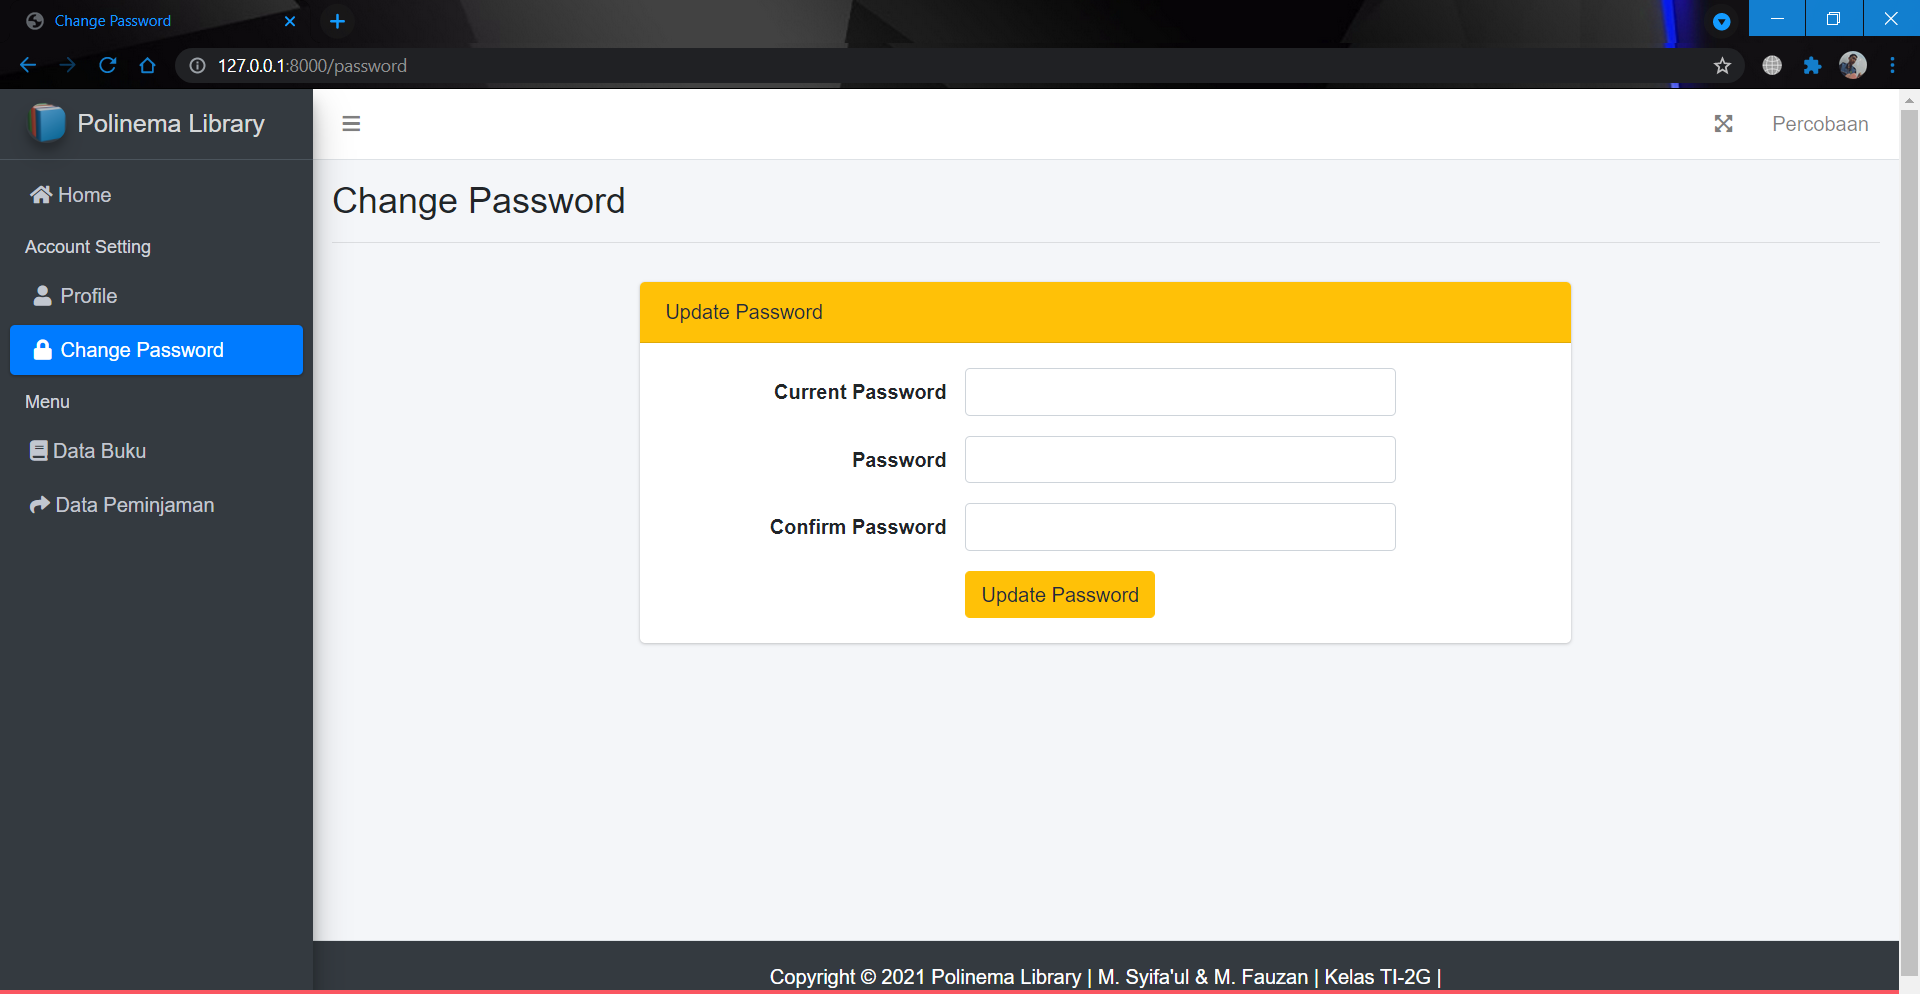 Change Password
127.0.0.1:8000/password
Polinema Library
Percobaan
Home
Account Setting
Profile
Change Password
Menu
Data Buku
Data Peminjaman
Change Password
Update Password
Current Password
Password
Confirm Password
Update Password
Copyright © 2021 Polinema Library | M. Syifa'ul & M. Fauzan | Kelas TI-2G |